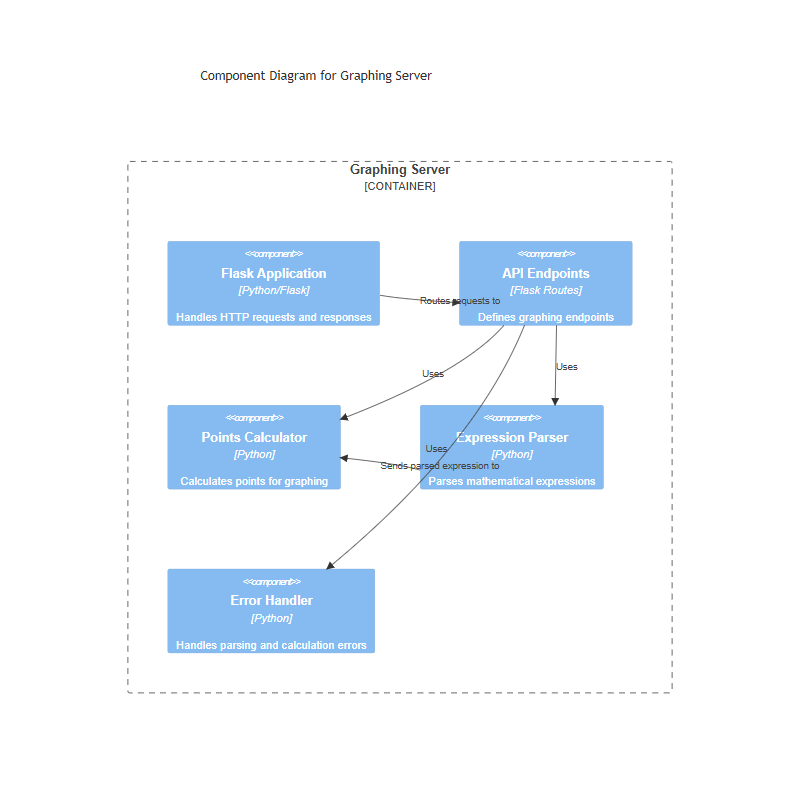 Component Diagram for Graphing Server
Graphing Server
[CONTAINER]
<<component>>
Flask Application
[Python/Flask]
Handles HTTP requests and responses
<<component>>
API Endpoints
[Flask Routes]
Defines graphing endpoints
Routes requests to
Uses
Uses
<<component>>
Points Calculator
[Python]
Calculates points for graphing
<<component>>
Expression Parser
[Python]
Parses mathematical expressions
Uses
Sends parsed expression to
<<component>>
Error Handler
[Python]
Handles parsing and calculation errors